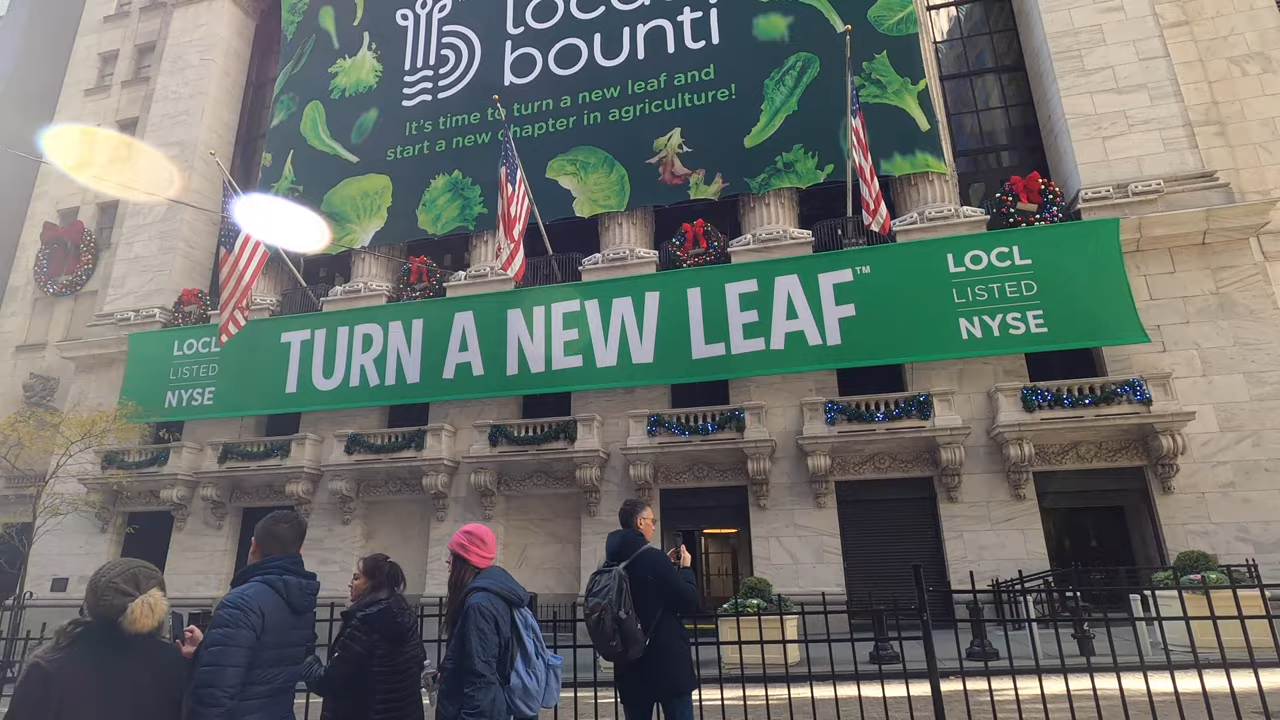 local
bounti
It's time to turn a new leaf and
start a new chapter in agriculture!
LOCL
LISTED
NYSE
TURN A NEW LEAF™
LOCL
LISTED
NYSE